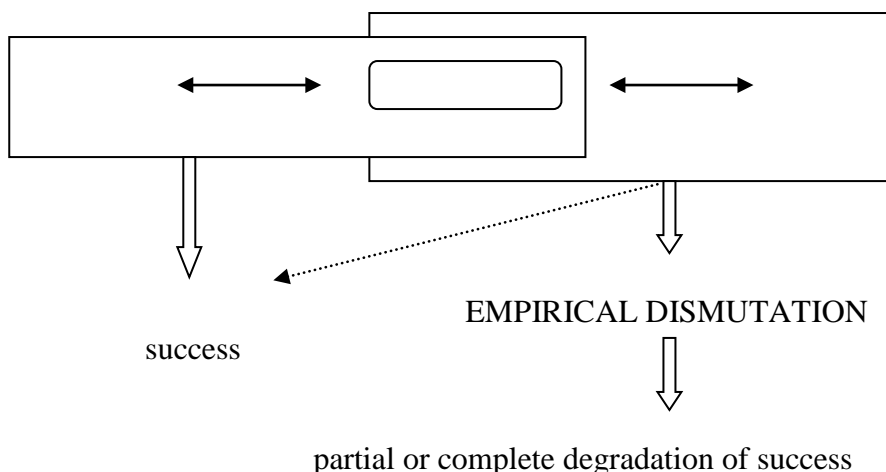 EMPIRICAL DISMUTATION
success
partial or complete degradation of success